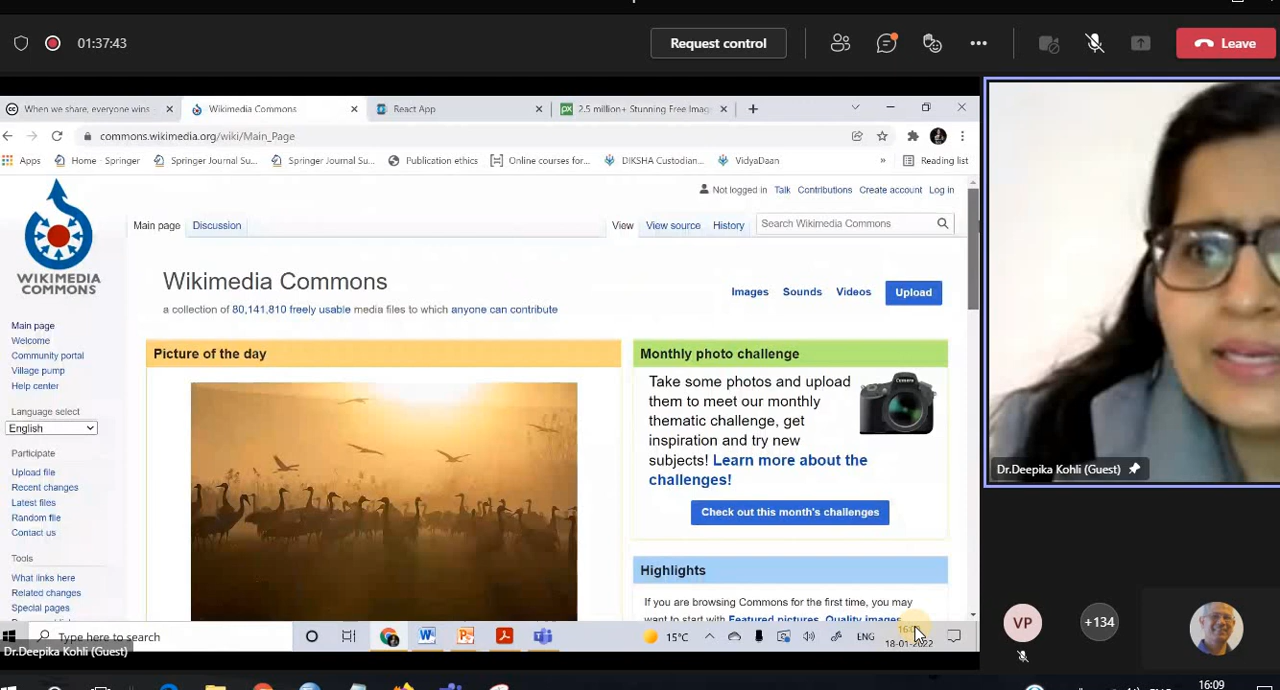 01:37:43
Request control
Leave
When we share, everyone wins
Wikimedia Commons
React App
2.5 million+ Stunning Free Imag
commons.wikimedia.org/wiki/Main_Page
Apps
Home - Springer
Springer Journal Su...
Springer Journal Su...
Publication ethics
Online courses for...
DIKSHA Custodian...
VidyaDaan
»
Reading list
Not logged in Talk Contributions Create account Log in
Main page Discussion
View View source History
Search Wikimedia Commons
WIKIMEDIA
COMMONS
Wikimedia Commons
a collection of 80,141,810 freely usable media files to which anyone can contribute
Images Sounds Videos Upload
Main page
Welcome
Community portal
Village pump
Help center
Language select
English
Participate
Upload file
Recent changes
Latest files
Random file
Contact us
Tools
What links here
Related changes
Special pages
Picture of the day
Monthly photo challenge
Take some photos and upload
them to meet our monthly
thematic challenge, get
inspiration and try new
subjects! Learn more about the
challenges!
Check out this month's challenges
Highlights
If you are browsing Commons for the first time, you may
want to start with Featured pictures, Quality images
Dr.Deepika Kohli (Guest)
VP
+134
Type here to search
15°C
ENG
18-01-2022
Dr.Deepika Kohli (Guest)
16:09